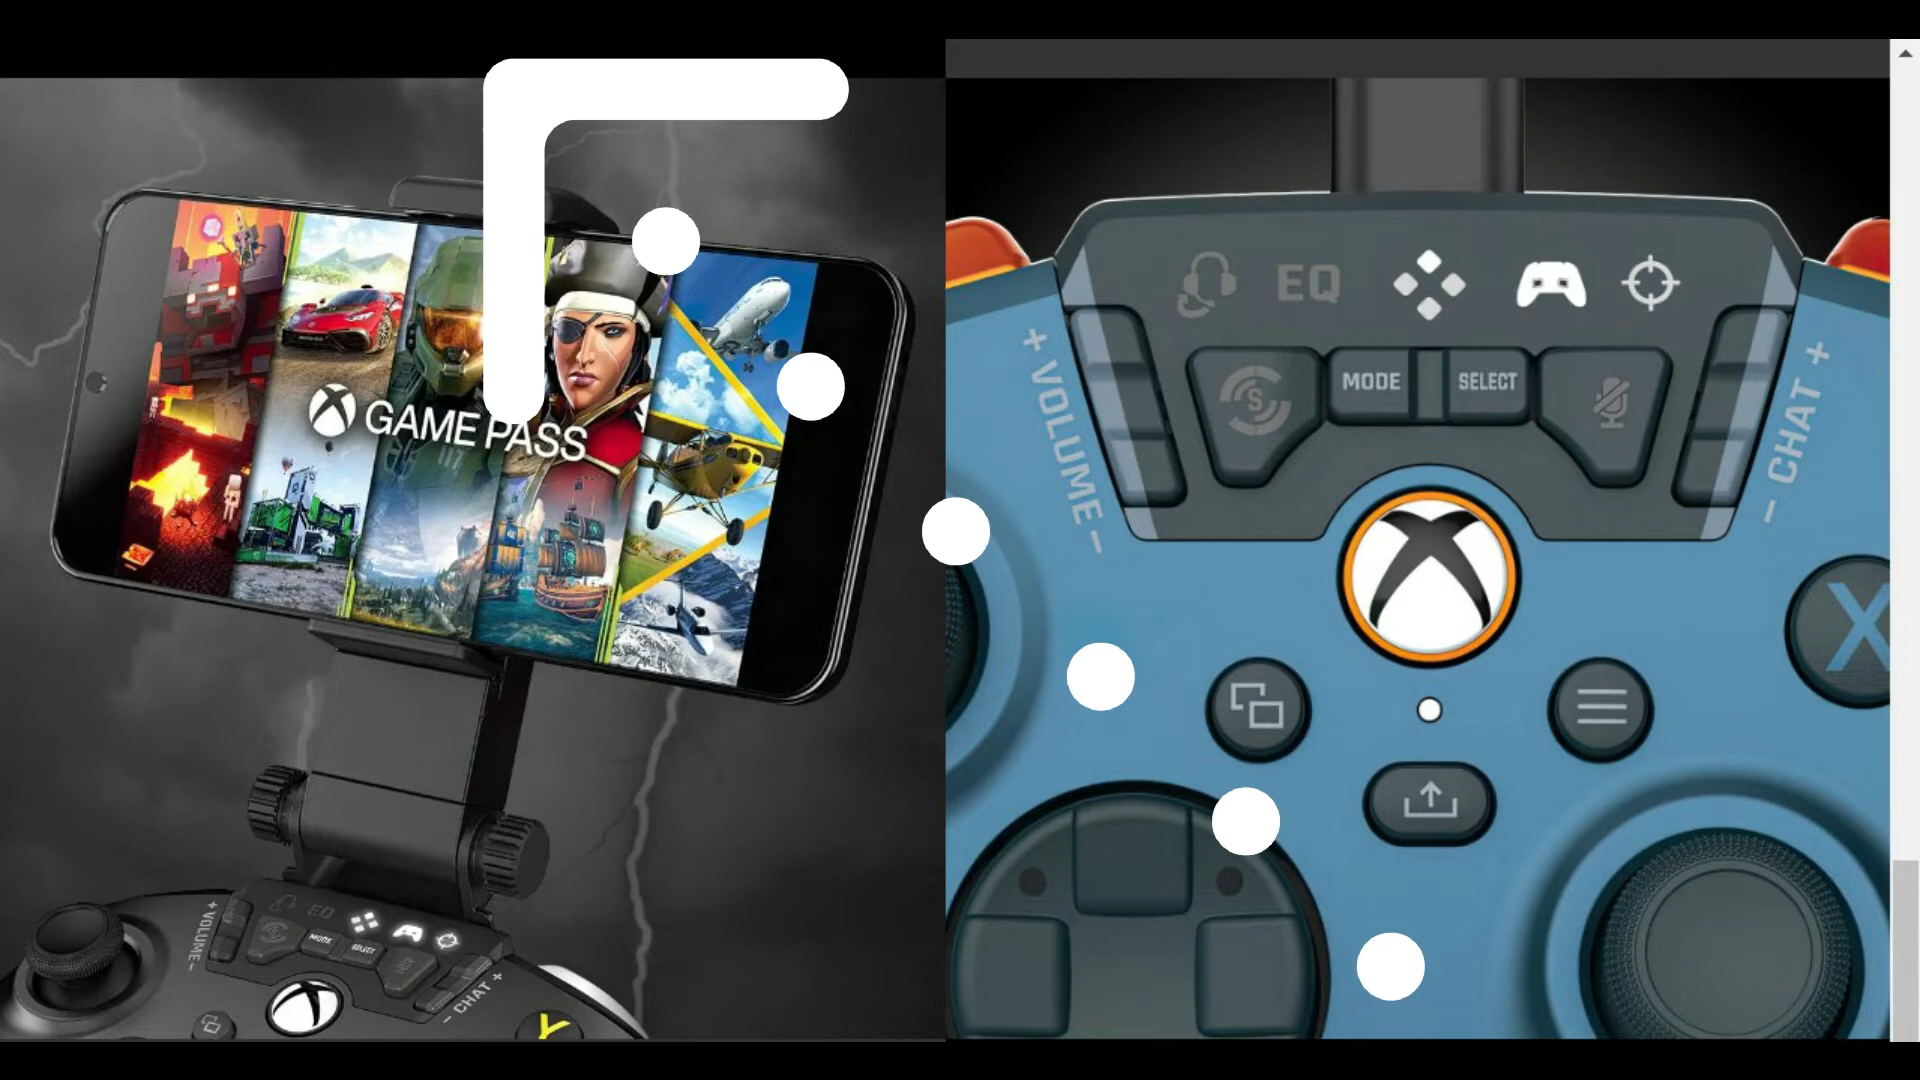 GAME PASS
+ VOLUME −
EQ
MODE
SELECT
− CHAT +
Y
EQ
S
MODE
SELECT
+ VOLUME −
− CHAT +
X